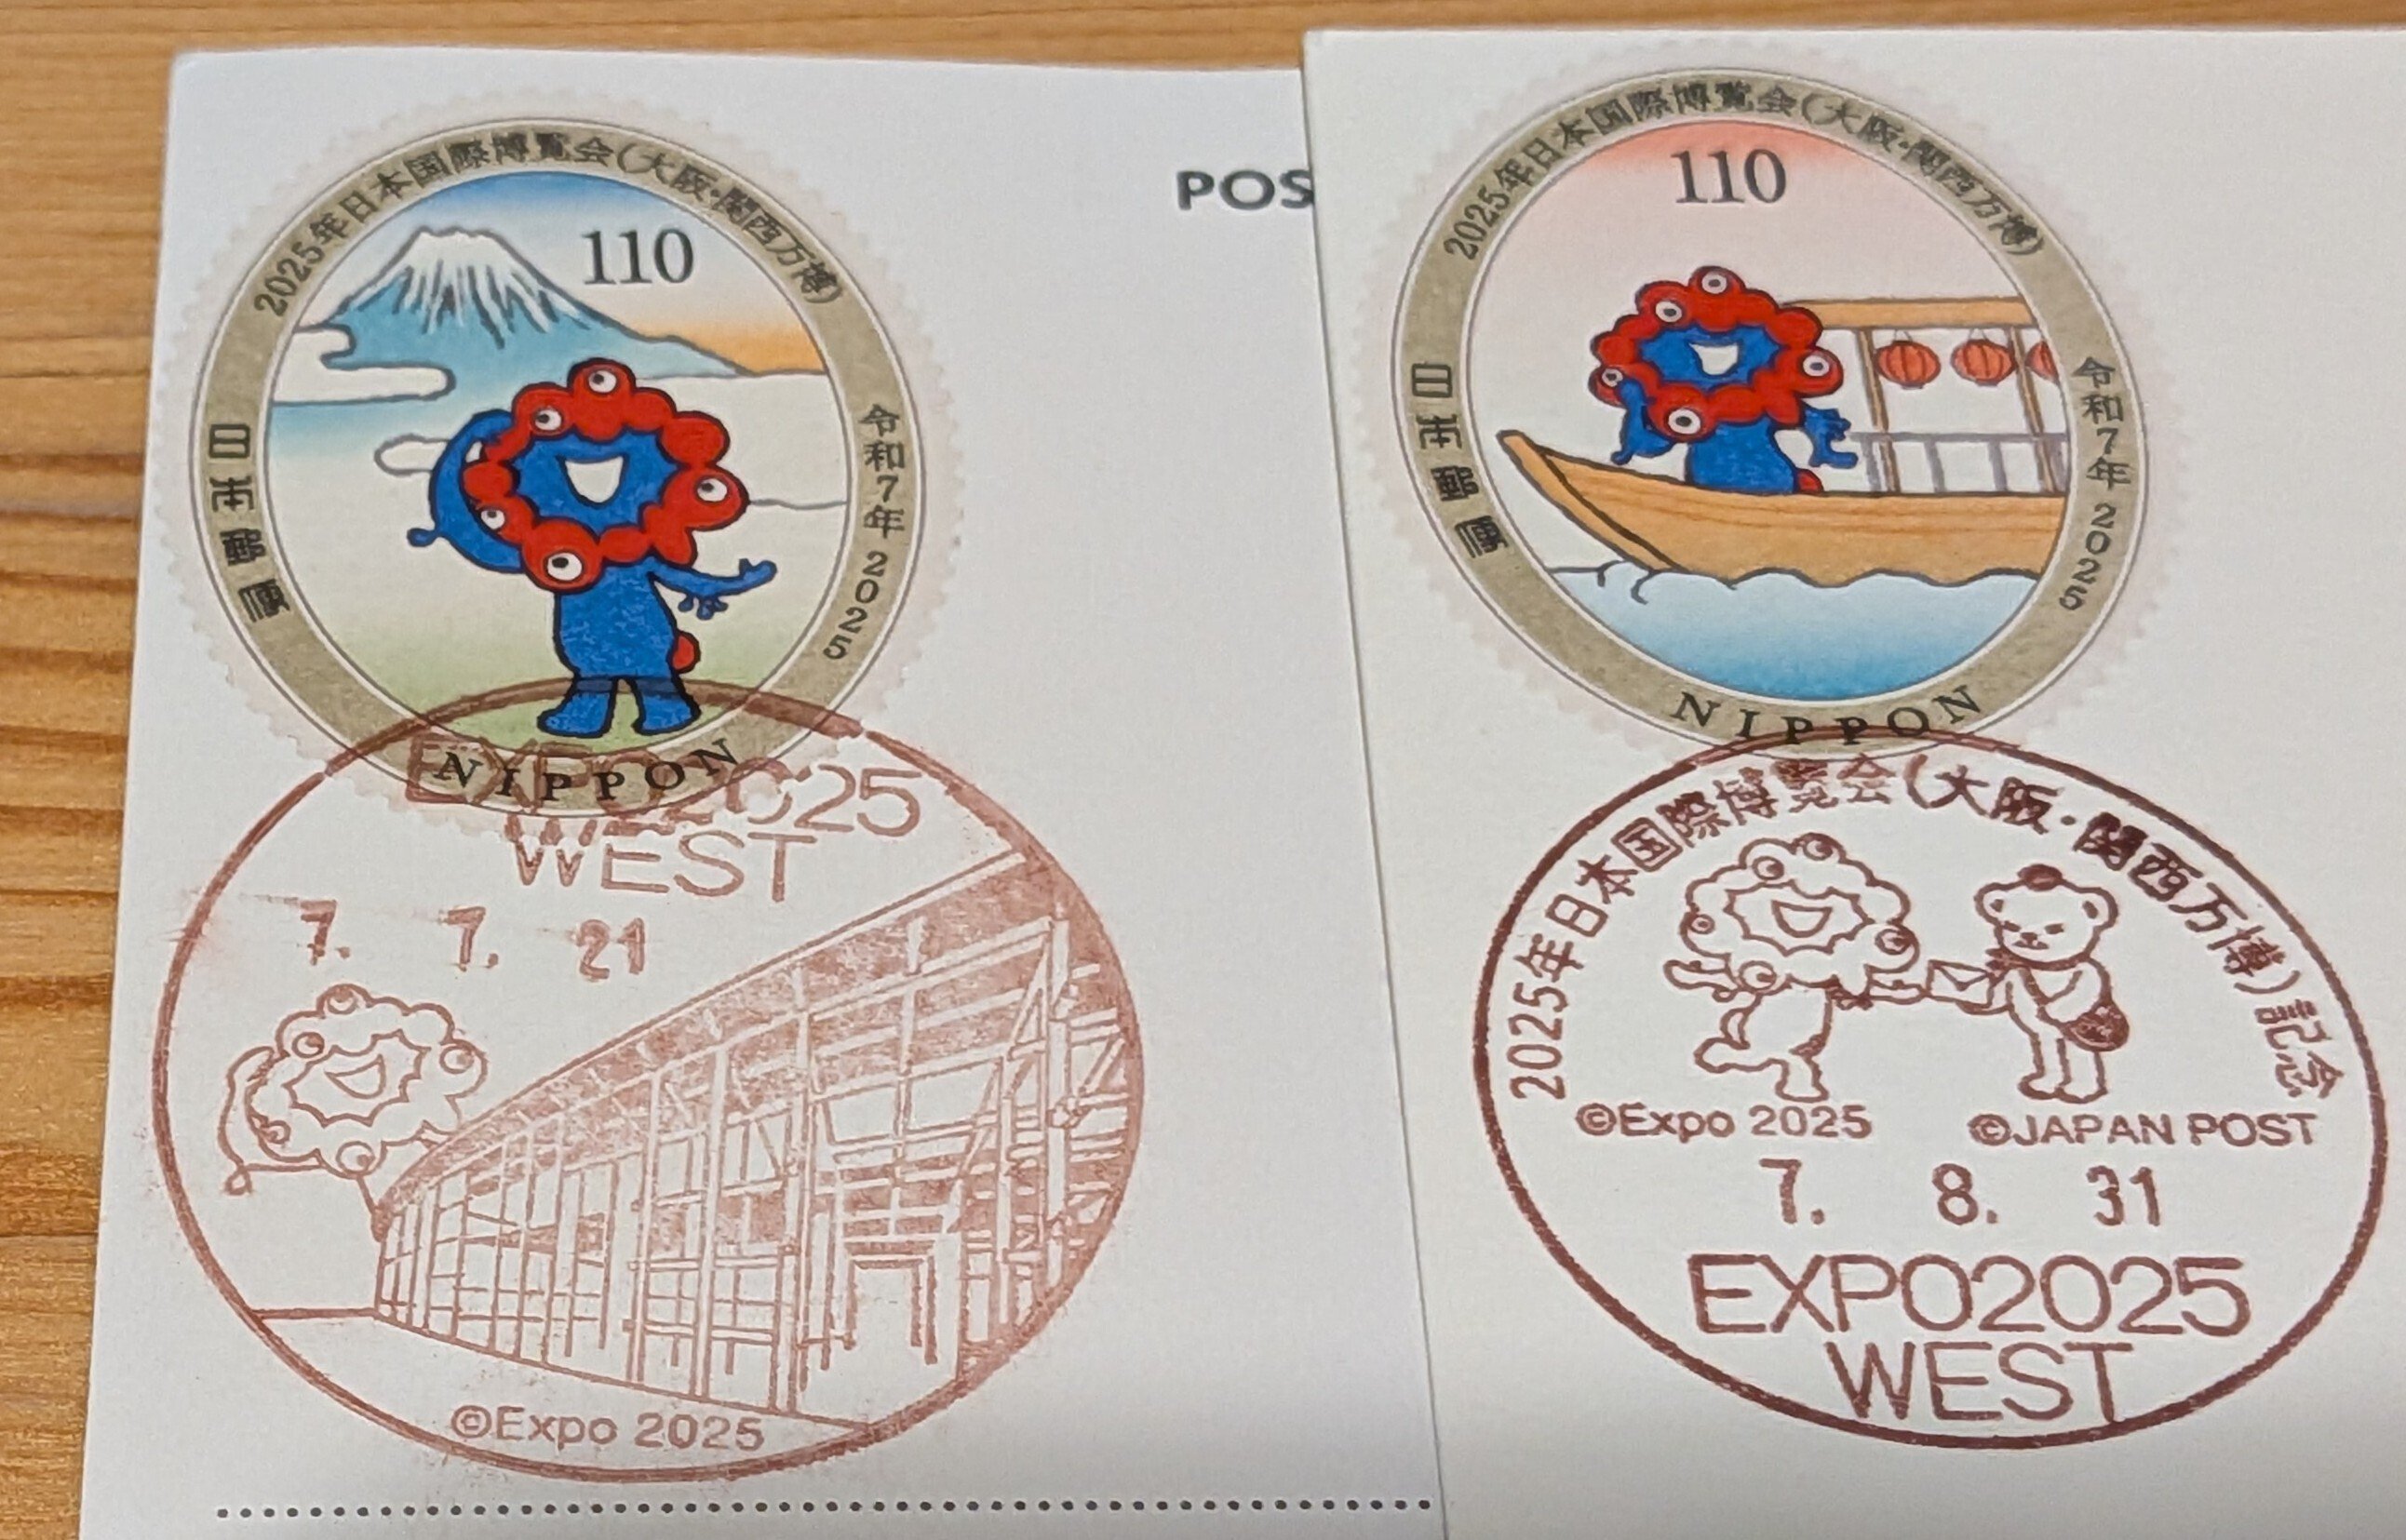 2025年日本国際博覧会(大阪・関西万博)
110
日本郵便
令和7年 2025
NIPPON
EXPO2025
WEST
7. 7. 21
©Expo 2025
POS
2025年日本国際博覧会(大阪・関西万博)
110
日本郵便
令和7年 2025
NIPPON
2025年日本国際博覧会(大阪・関西万博)記念
©Expo 2025 ©JAPAN POST
7. 8. 31
EXPO2025
WEST